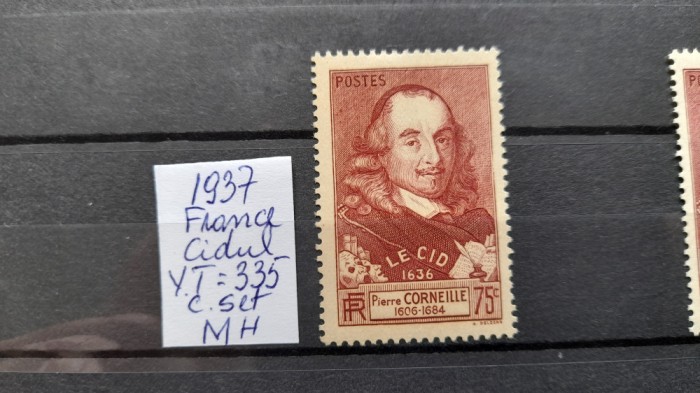 1937
France
Cidul
Y.T = 335
c. set
MH
POSTES
LE CID
1636
RF
Pierre CORNEILLE
1606-1684
75c